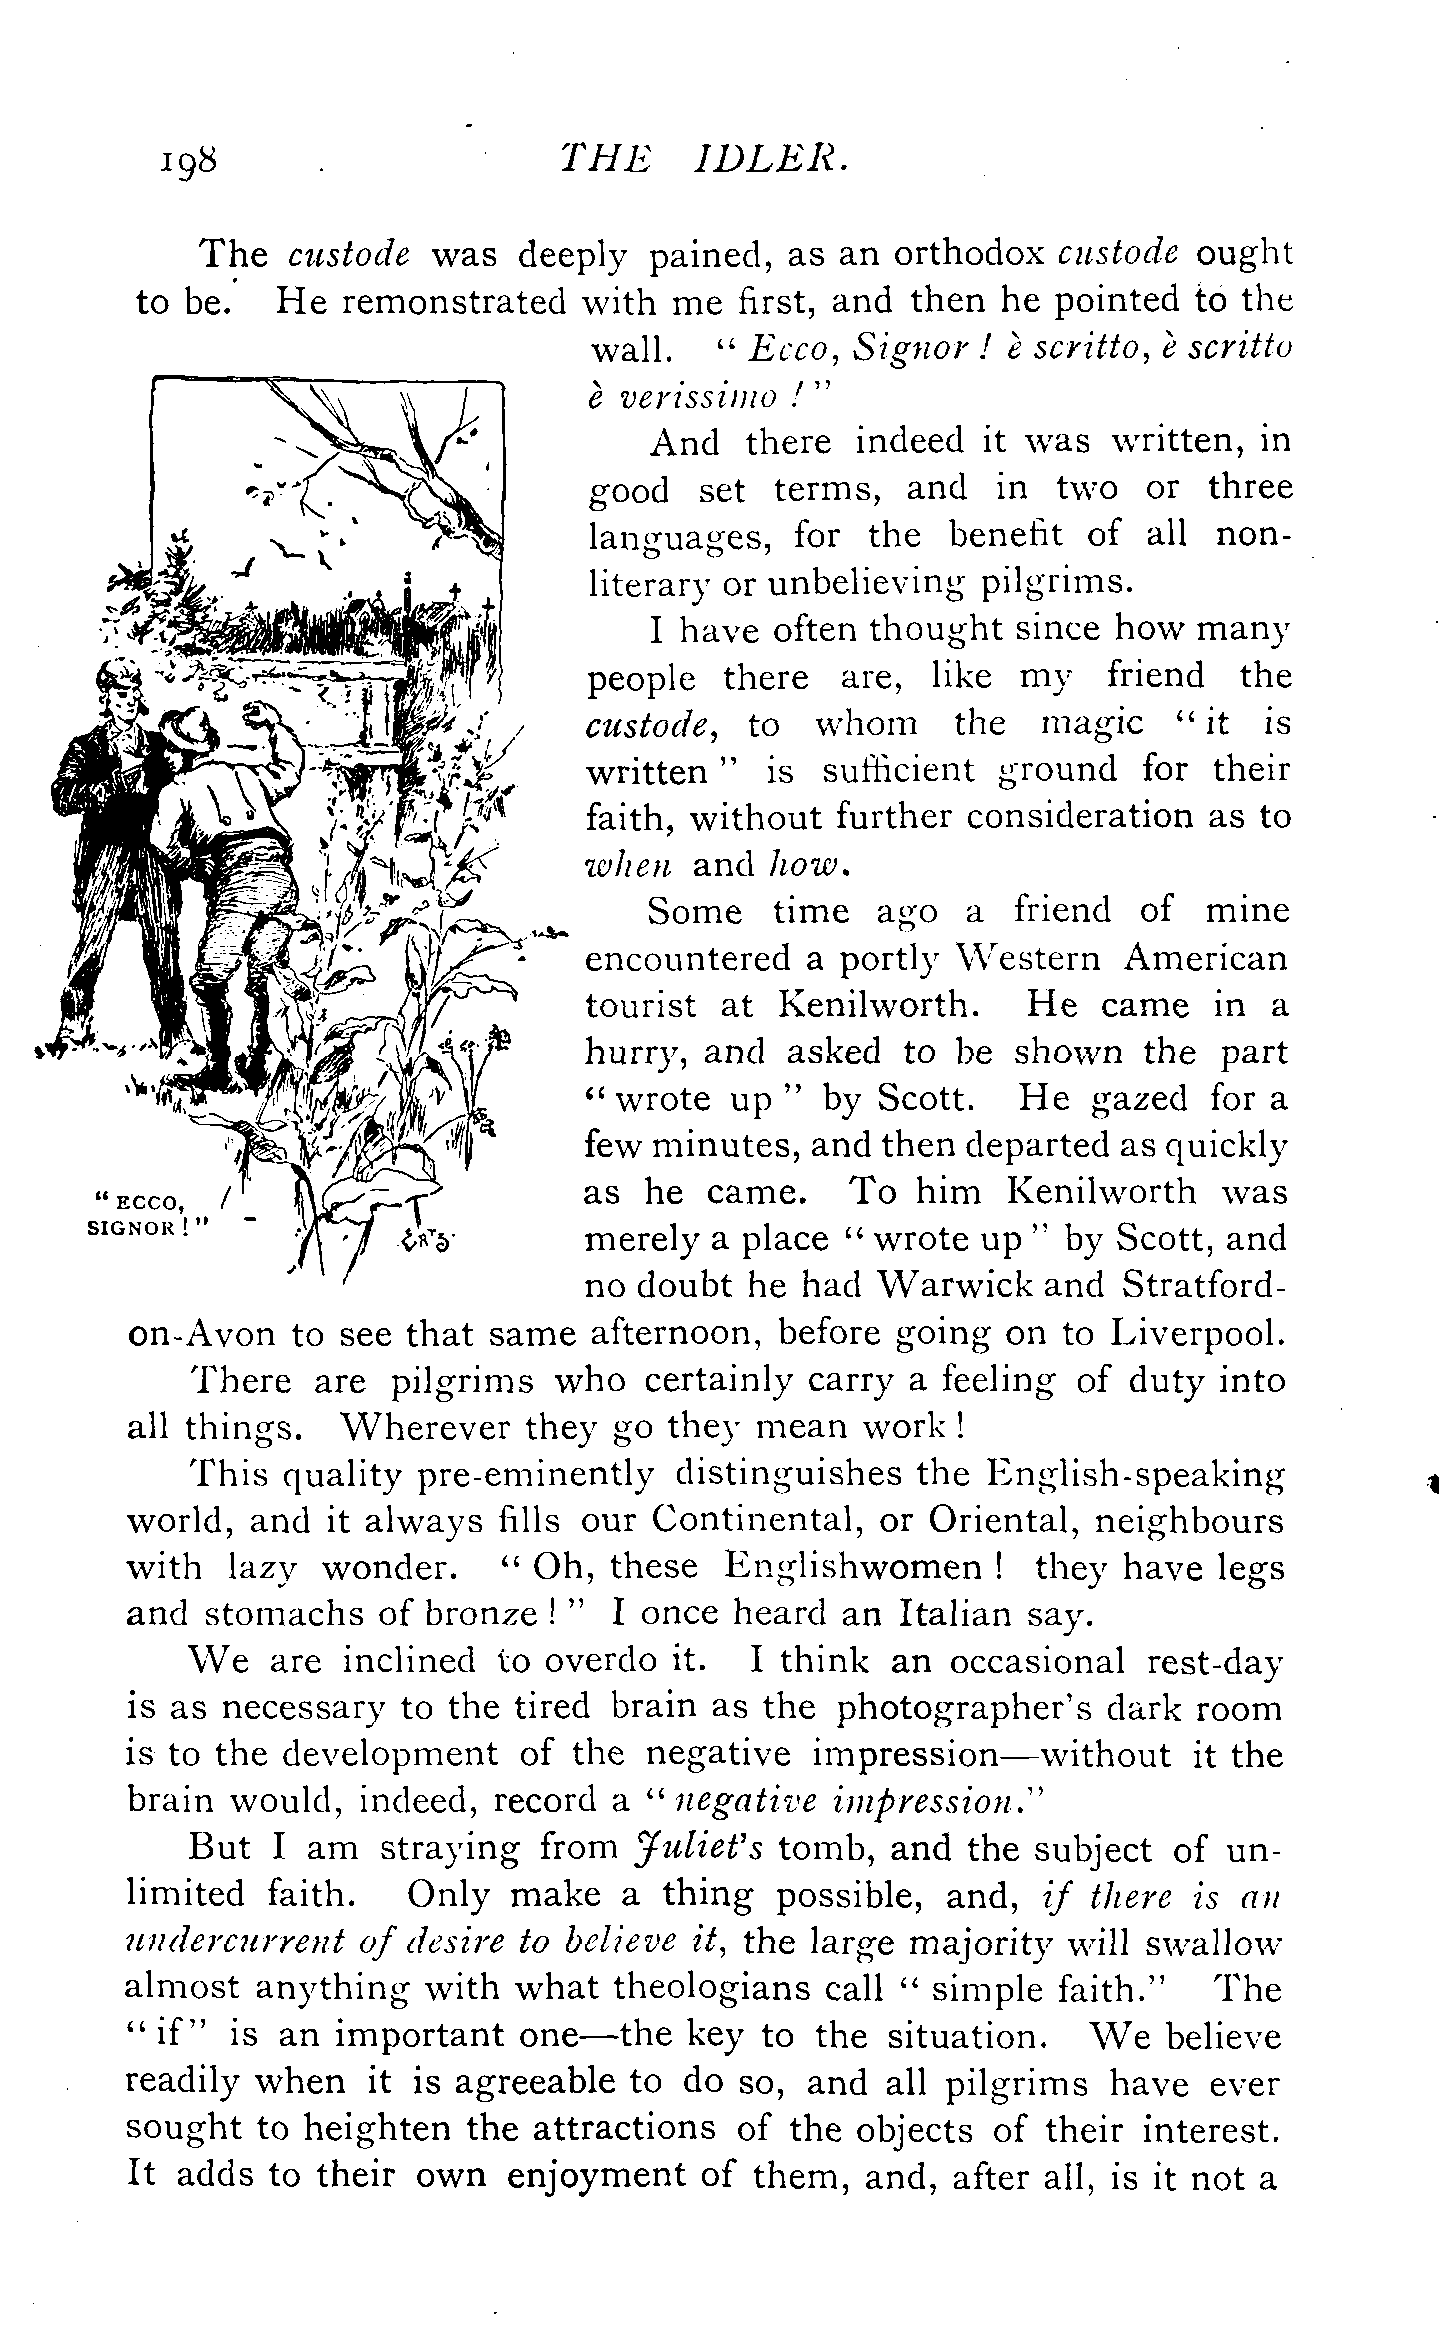 198 THE IDLER.
The custode was deeply pained, as an orthodox custode ought
to be. He remonstrated with me first, and then he pointed to the
wall. “ Ecco, Signor ! è scritto, è scritto
è verissimo ! ”
And there indeed it was written, in
good set terms, and in two or three
languages, for the benefit of all non-
literary or unbelieving pilgrims.
I have often thought since how many
people there are, like my friend the
custode, to whom the magic “ it is
written ” is sufficient ground for their
faith, without further consideration as to
when and how.
Some time ago a friend of mine
encountered a portly Western American
tourist at Kenilworth. He came in a
hurry, and asked to be shown the part
“ wrote up ” by Scott. He gazed for a
few minutes, and then departed as quickly
as he came. To him Kenilworth was
merely a place “ wrote up ” by Scott, and
no doubt he had Warwick and Stratford-
“ ECCO,
SIGNOR ! ”
on-Avon to see that same afternoon, before going on to Liverpool.
There are pilgrims who certainly carry a feeling of duty into
all things. Wherever they go they mean work !
This quality pre-eminently distinguishes the English-speaking
world, and it always fills our Continental, or Oriental, neighbours
with lazy wonder. “ Oh, these Englishwomen ! they have legs
and stomachs of bronze ! ” I once heard an Italian say.
We are inclined to overdo it. I think an occasional rest-day
is as necessary to the tired brain as the photographer’s dark room
is to the development of the negative impression—without it the
brain would, indeed, record a “ negative impression.”
But I am straying from Juliet’s tomb, and the subject of un-
limited faith. Only make a thing possible, and, if there is an
undercurrent of desire to believe it, the large majority will swallow
almost anything with what theologians call “ simple faith.” The
“ if ” is an important one—the key to the situation. We believe
readily when it is agreeable to do so, and all pilgrims have ever
sought to heighten the attractions of the objects of their interest.
It adds to their own enjoyment of them, and, after all, is it not a